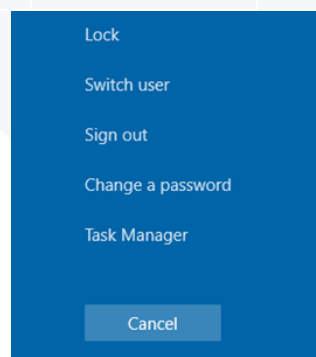 Lock
Switch user
Sign out
Change a password
Task Manager
Cancel